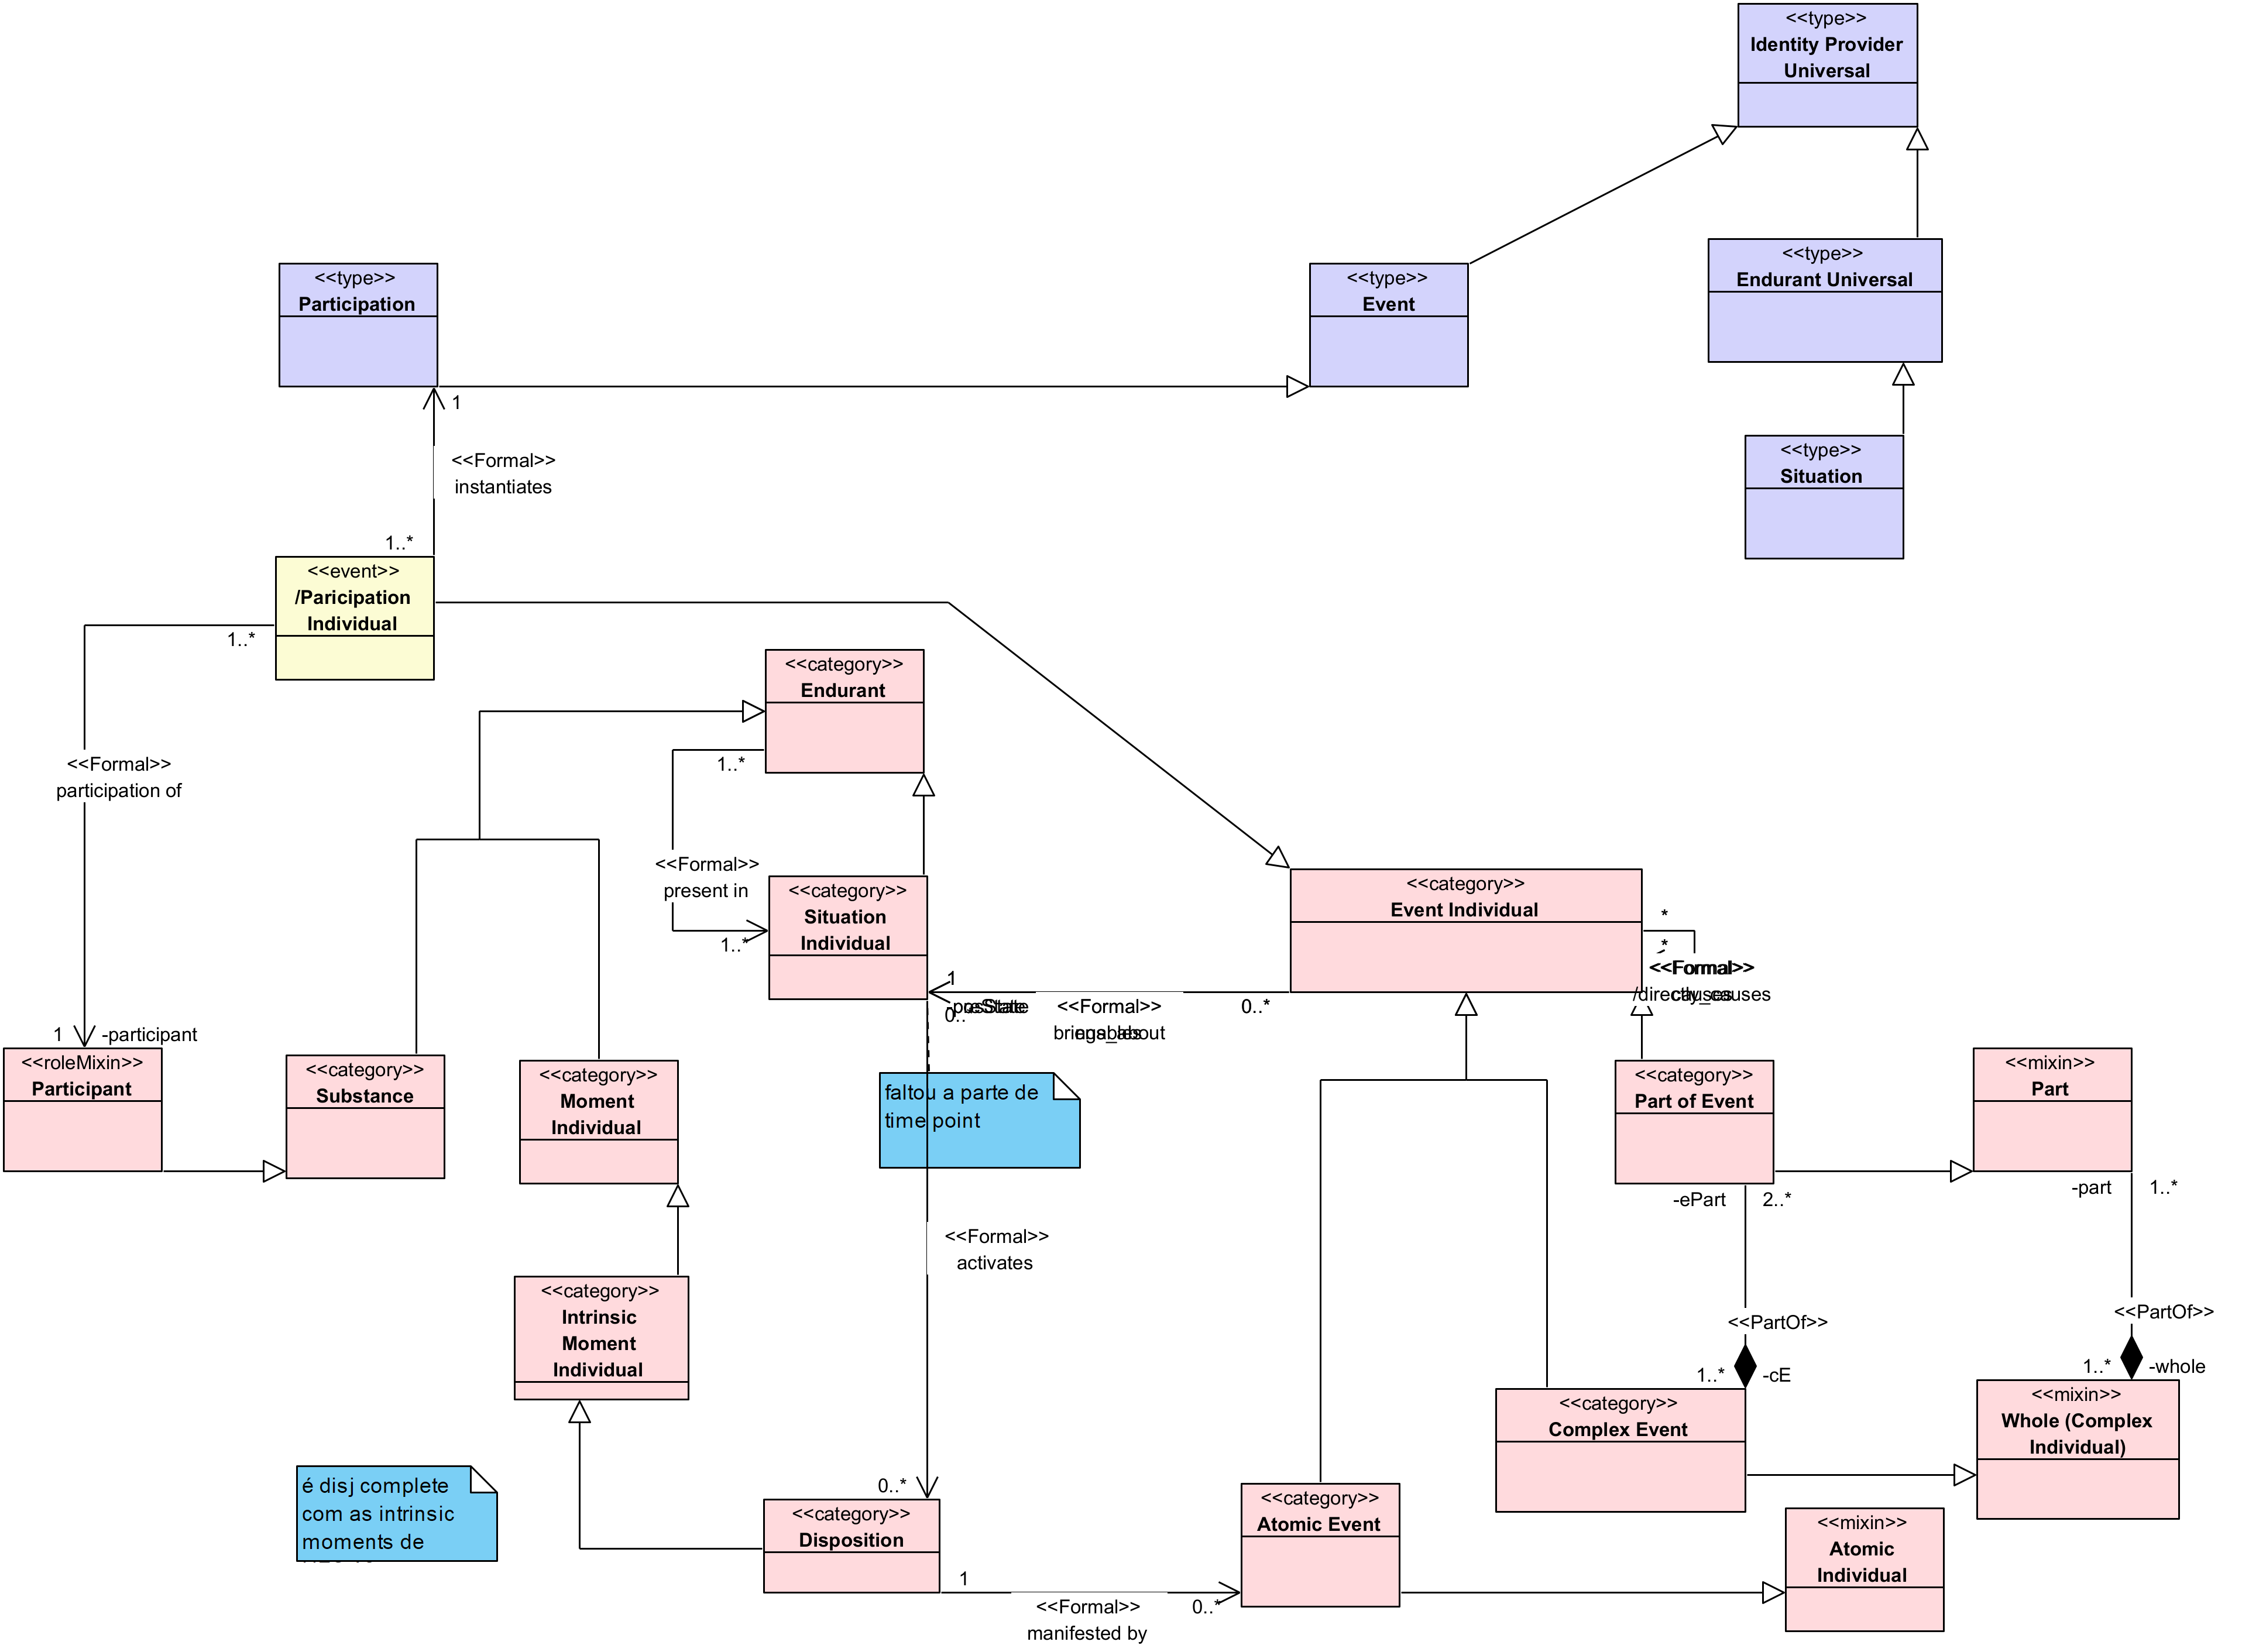 <<type>>
Identity Provider
Universal
<<type>>
Participation
<<type>>
Event
<<type>>
Endurant Universal
1
<<Formal>>
instantiates
<<type>>
Situation
1..*
<<event>>
/Paricipation
Individual
1..*
<<category>>
Endurant
1..*
<<Formal>>
participation of
<<Formal>>
present in
1..*
<<category>>
Situation
Individual
<<category>>
Event Individual
*
*
<<Formal>>
/directly_causes
1
0..*
<<Formal>>
0..*
1
-participant
<<roleMixin>>
Participant
<<category>>
Substance
<<category>>
Moment
Individual
faltou a parte de
time point
<<category>>
Part of Event
<<mixin>>
Part
-ePart
2..*
-part
1..*
<<Formal>>
activates
<<category>>
Intrinsic
Moment
Individual
<<PartOf>>
<<PartOf>>
1..*
-cE
1..*
-whole
<<category>>
Complex Event
<<mixin>>
Whole (Complex
Individual)
é disj complete
com as intrinsic
moments de
0..*
<<category>>
Disposition
<<category>>
Atomic Event
<<mixin>>
Atomic
Individual
1
<<Formal>>
manifested by
0..*